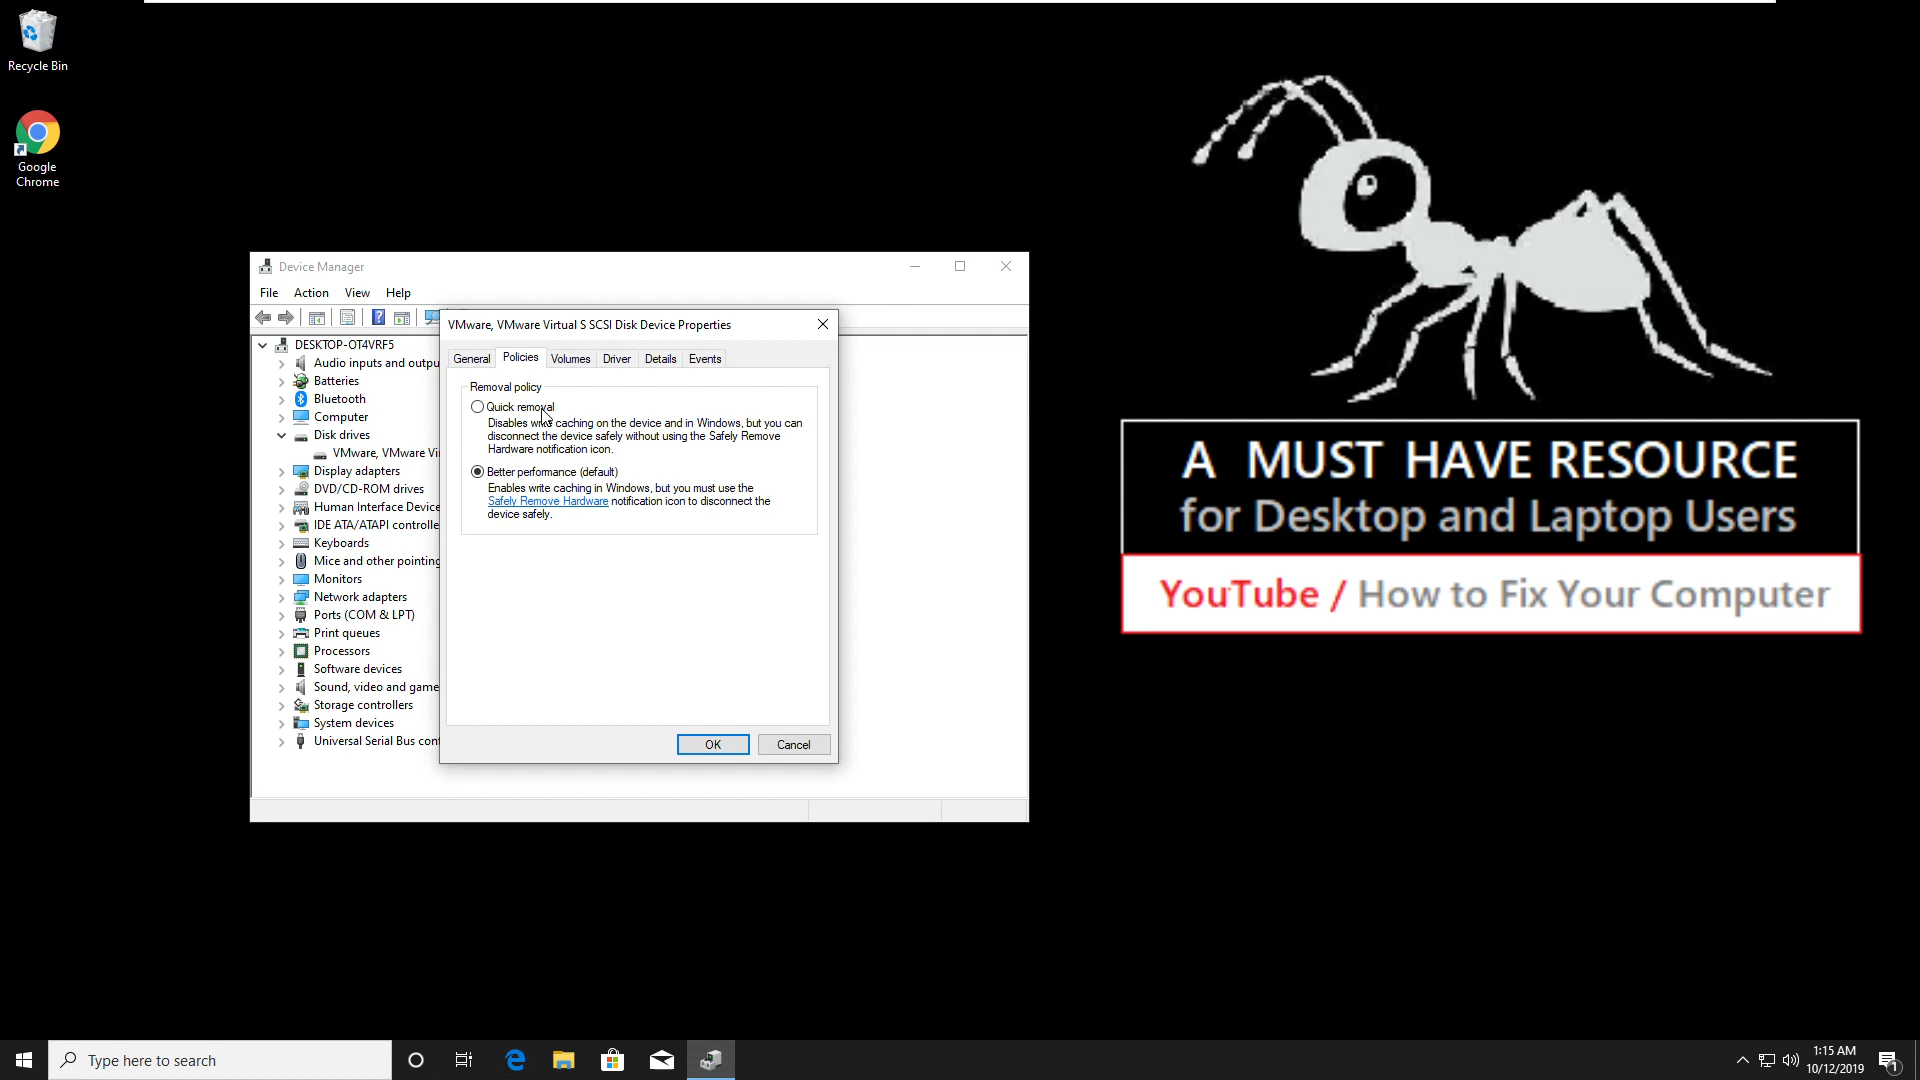 Recycle Bin
Google
Chrome
Device Manager
File Action View Help
DESKTOP-OT4VRF5
Audio inputs and outpu
Batteries
Bluetooth
Computer
Disk drives
VMware, VMware Vi
Display adapters
DVD/CD-ROM drives
Human Interface Device
IDE ATA/ATAPI controlle
Keyboards
Mice and other pointing
Monitors
Network adapters
Ports (COM & LPT)
Print queues
Processors
Software devices
Sound, video and game
Storage controllers
System devices
Universal Serial Bus con
VMware, VMware Virtual S SCSI Disk Device Properties
General Policies Volumes Driver Details Events
Removal policy
Quick removal
Disables write caching on the device and in Windows, but you can
disconnect the device safely without using the Safely Remove
Hardware notification icon.
Better performance (default)
Enables write caching in Windows, but you must use the
Safely Remove Hardware notification icon to disconnect the
device safely.
OK Cancel
A MUST HAVE RESOURCE
for Desktop and Laptop Users
YouTube / How to Fix Your Computer
Type here to search
1:15 AM
10/12/2019
1